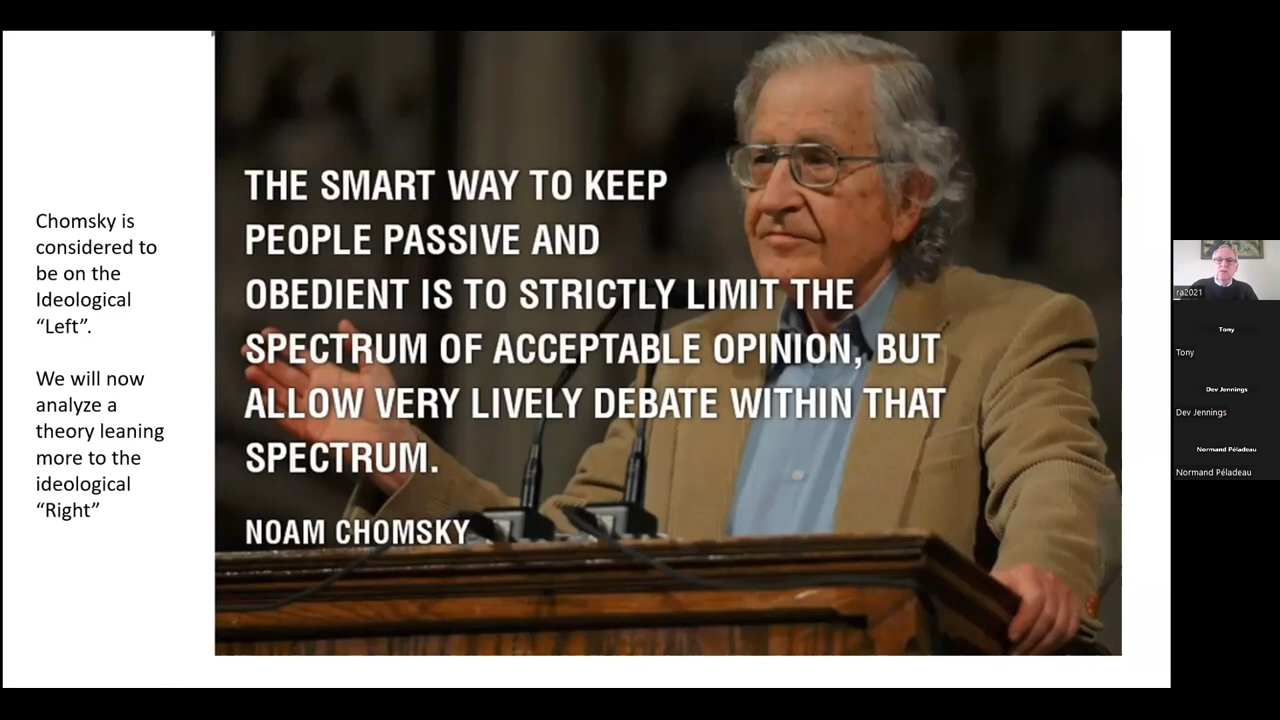 Chomsky is
considered to
be on the
Ideological
“Left”.
We will now
analyze a
theory leaning
more to the
ideological
“Right”
THE SMART WAY TO KEEP
PEOPLE PASSIVE AND
OBEDIENT IS TO STRICTLY LIMIT THE
SPECTRUM OF ACCEPTABLE OPINION, BUT
ALLOW VERY LIVELY DEBATE WITHIN THAT
SPECTRUM.
NOAM CHOMSKY
ra2021
Tony
Tony
Dev Jennings
Dev Jennings
Normand Péladeau
Normand Péladeau